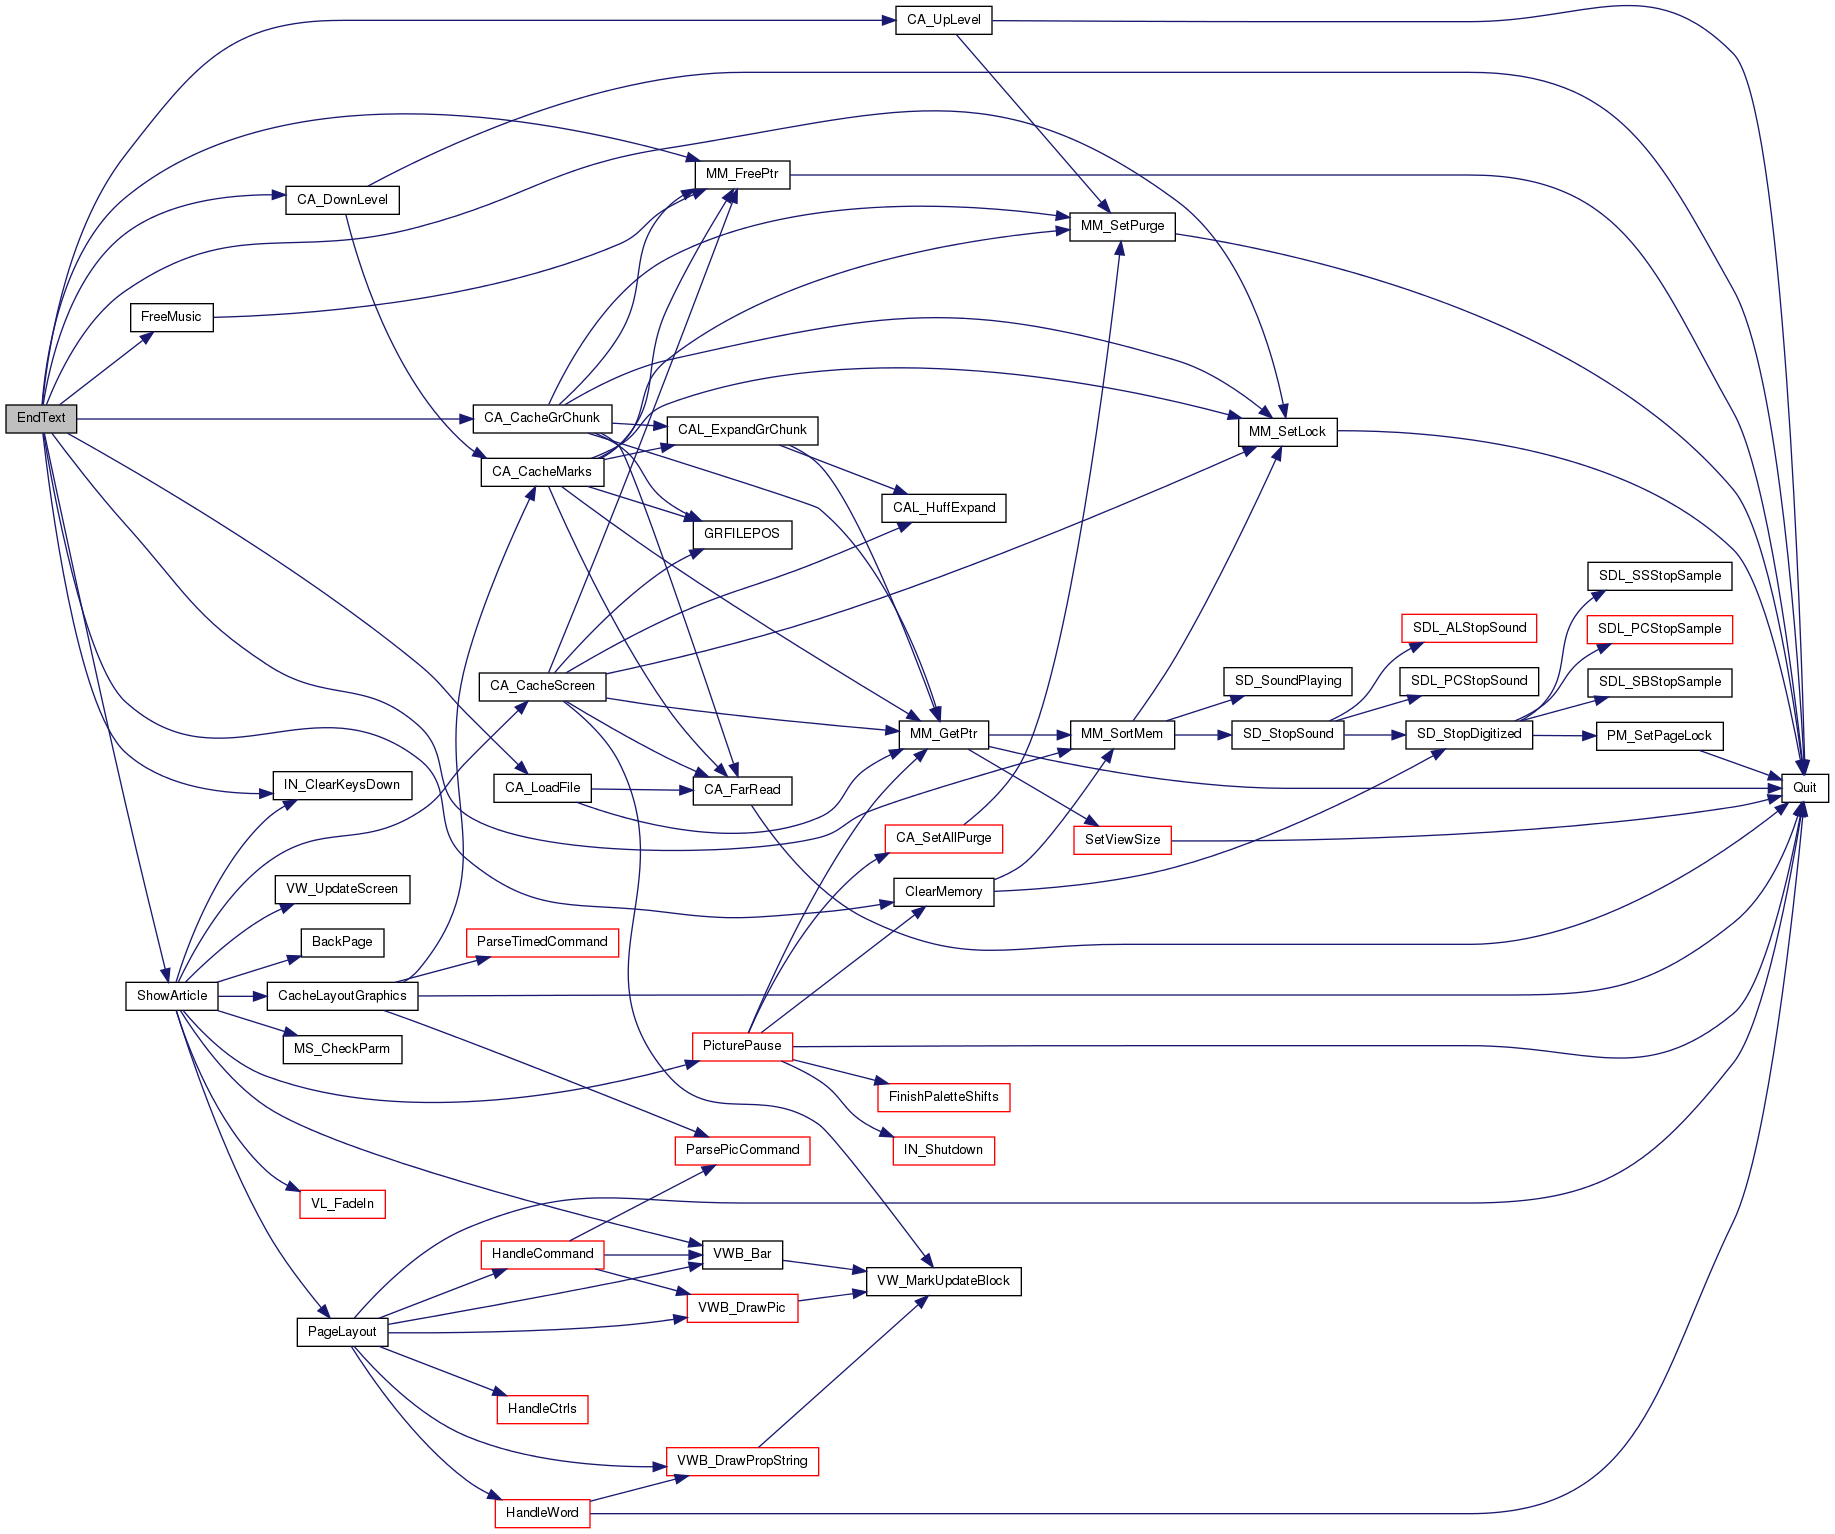 CA_UpLevel
MM_FreePtr
CA_DownLevel
MM_SetPurge
FreeMusic
EndText
CA_CacheGrChunk
CAL_ExpandGrChunk
MM_SetLock
CA_CacheMarks
CAL_HuffExpand
GRFILEPOS
SDL_SSStopSample
SDL_ALStopSound
SDL_PCStopSample
CA_CacheScreen
SD_SoundPlaying
SDL_PCStopSound
SDL_SBStopSample
MM_GetPtr
MM_SortMem
SD_StopSound
SD_StopDigitized
PM_SetPageLock
IN_ClearKeysDown
CA_LoadFile
CA_FarRead
Quit
CA_SetAllPurge
SetViewSize
VW_UpdateScreen
ClearMemory
BackPage
ParseTimedCommand
ShowArticle
CacheLayoutGraphics
MS_CheckParm
PicturePause
FinishPaletteShifts
ParsePicCommand
IN_Shutdown
VL_FadeIn
HandleCommand
VWB_Bar
VW_MarkUpdateBlock
VWB_DrawPic
PageLayout
HandleCtrls
VWB_DrawPropString
HandleWord